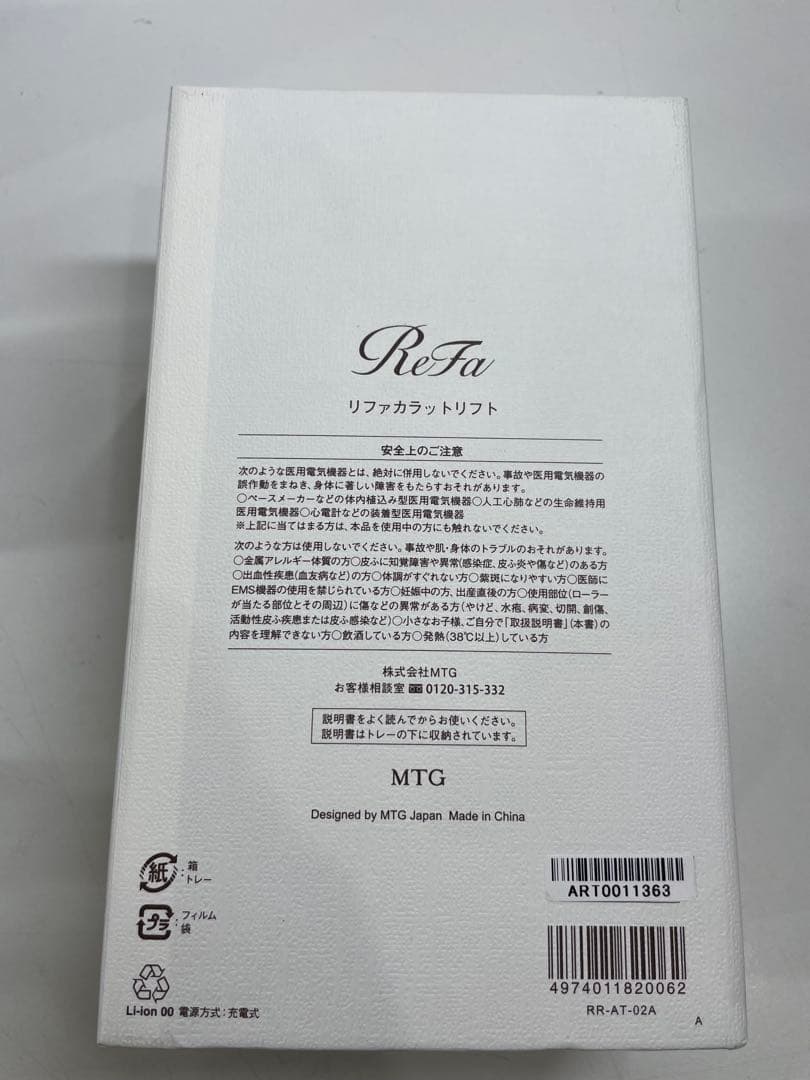 ReFa
リファカラットリフト
安全上のご注意
次のような医用電気機器とは、絶対に併用しないでください。事故や医用電気機器の
誤作動をまねき、身体に著しい障害をもたらすおそれがあります。
○ペースメーカーなどの体内植込み型医用電気機器○人工心肺などの生命維持用
医用電気機器○心電計などの装着型医用電気機器
※上記に当てはまる方は、本品を使用中の方にも触れないでください。
次のような方は使用しないでください。事故や肌・身体のトラブルのおそれがあります。
○金属アレルギー体質の方○皮ふに知覚障害や異常(感染症、皮ふ炎や傷など)のある方
○出血性疾患(血友病など)の方○体調がすぐれない方○紫斑になりやすい方○医師に
EMS機器の使用を禁じられている方○妊娠中の方、出産直後の方○使用部位(ローラー
が当たる部位とその周辺)に傷などの異常がある方(やけど、水疱、病変、切開、創傷、
活動性皮ふ疾患または皮ふ感染など)○小さなお子様、ご自分で「取扱説明書」(本書)の
内容を理解できない方○飲酒している方○発熱(38℃以上)している方
株式会社MTG
お客様相談室 0120-315-332
説明書をよく読んでからお使いください。
説明書はトレーの下に収納されています。
MTG
Designed by MTG Japan Made in China
紙:箱
トレー
プラ:フィルム
袋
Li-ion 00 電源方式:充電式
ART0011363
4974011820062
RR-AT-02A
A